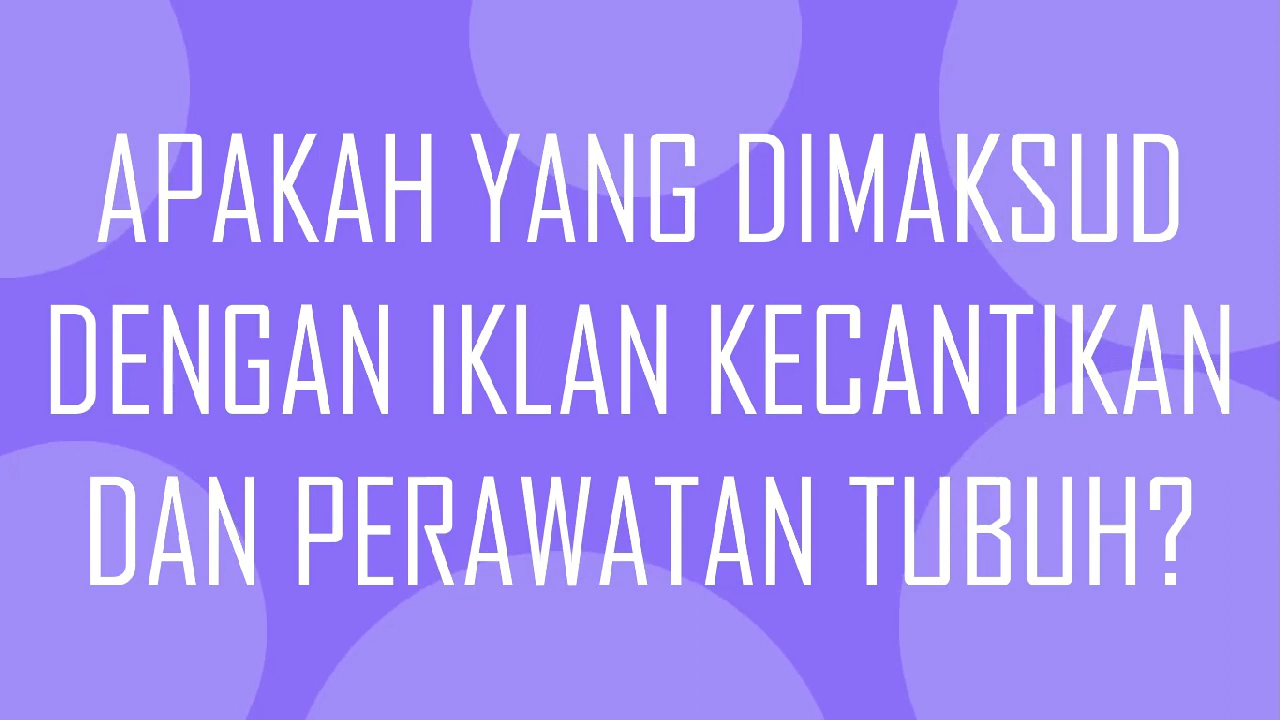 APAKAH YANG DIMAKSUD
DENGAN IKLAN KECANTIKAN
DAN PERAWATAN TUBUH?